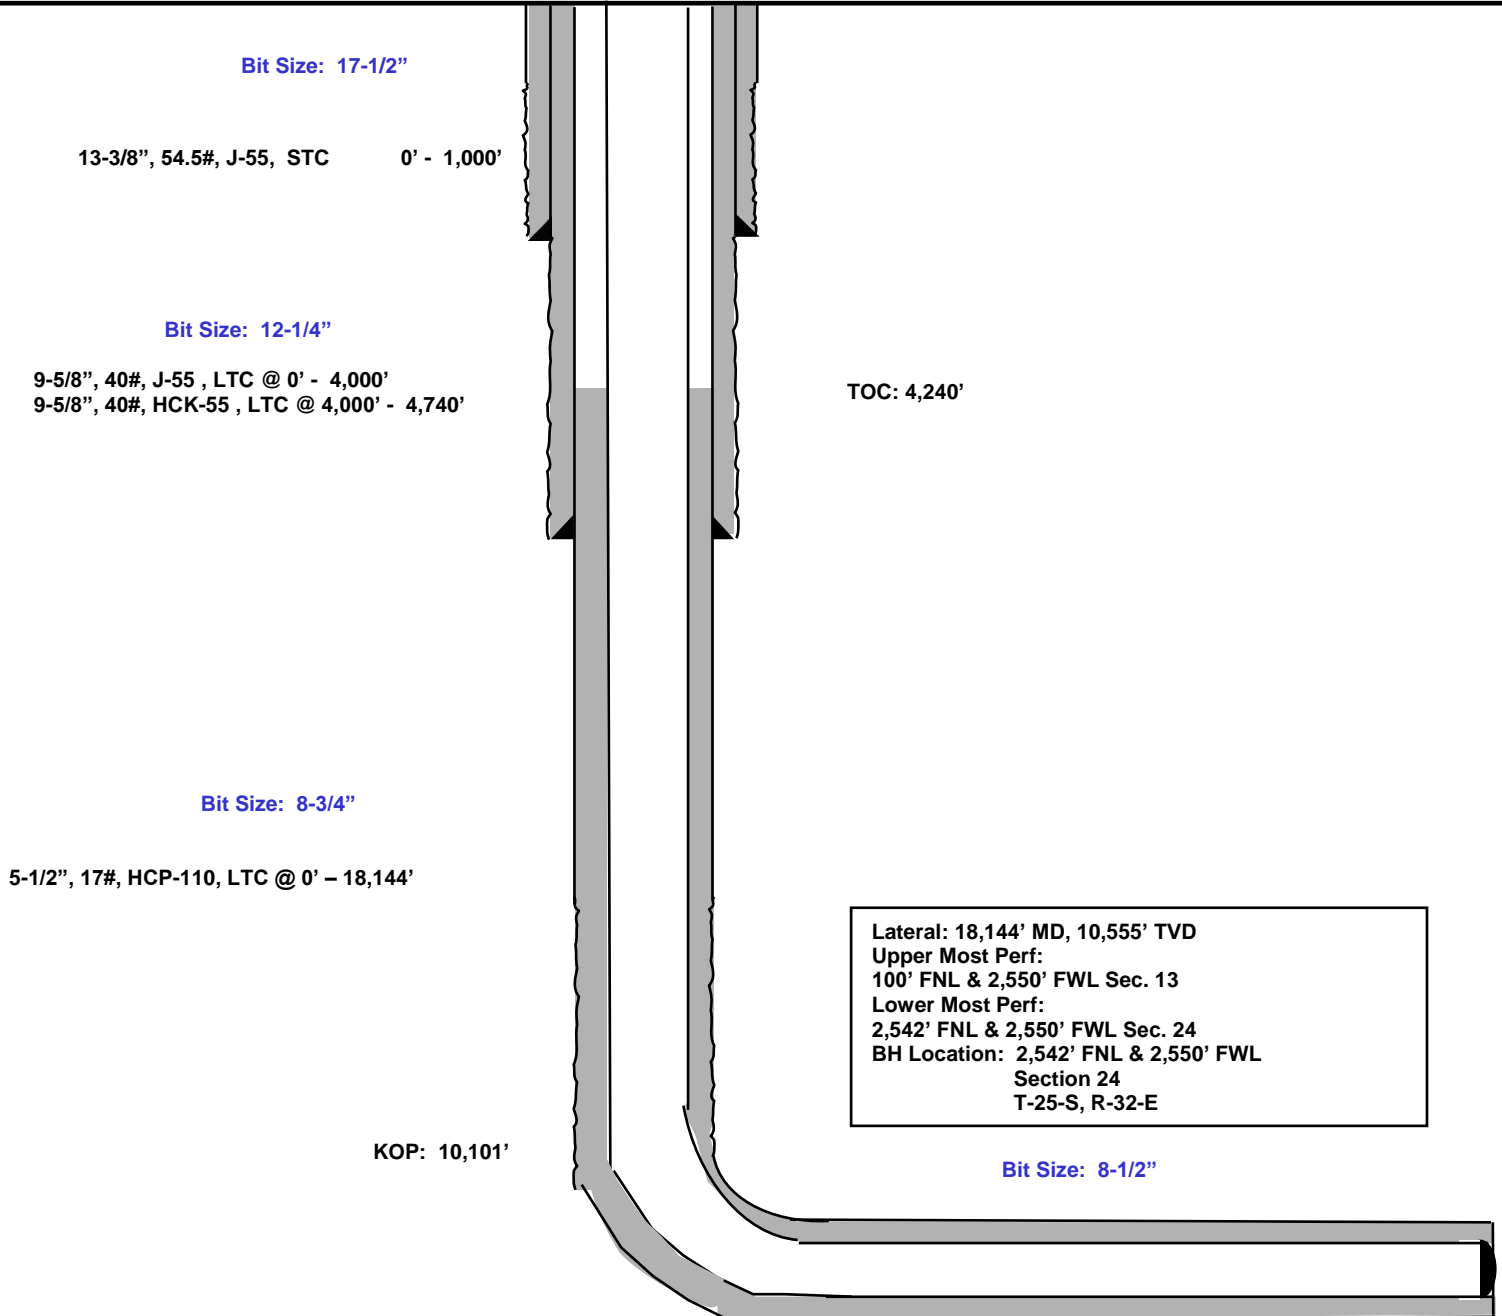 Bit Size: 17-1/2”
13-3/8”, 54.5#, J-55, STC 0’ - 1,000’
Bit Size: 12-1/4”
9-5/8”, 40#, J-55 , LTC @ 0’ - 4,000’
9-5/8”, 40#, HCK-55 , LTC @ 4,000’ - 4,740’
TOC: 4,240’
Bit Size: 8-3/4”
5-1/2”, 17#, HCP-110, LTC @ 0’ – 18,144’
Lateral: 18,144’ MD, 10,555’ TVD
Upper Most Perf:
100’ FNL & 2,550’ FWL Sec. 13
Lower Most Perf:
2,542’ FNL & 2,550’ FWL Sec. 24
BH Location: 2,542’ FNL & 2,550’ FWL
Section 24
T-25-S, R-32-E
KOP: 10,101’
Bit Size: 8-1/2”